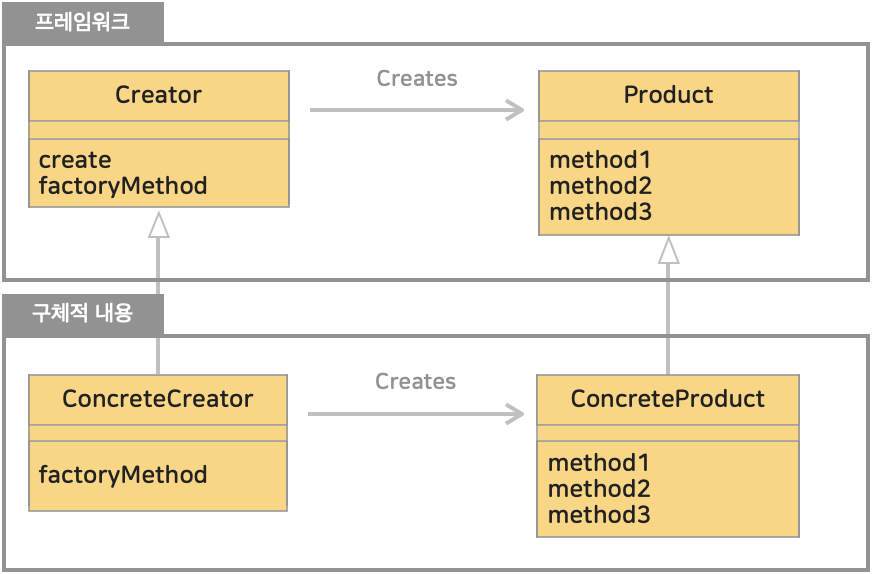 프레임워크
Creator
Creates
Product
create
factoryMethod
method1
method2
method3
구체적 내용
ConcreteCreator
Creates
ConcreteProduct
factoryMethod
method1
method2
method3